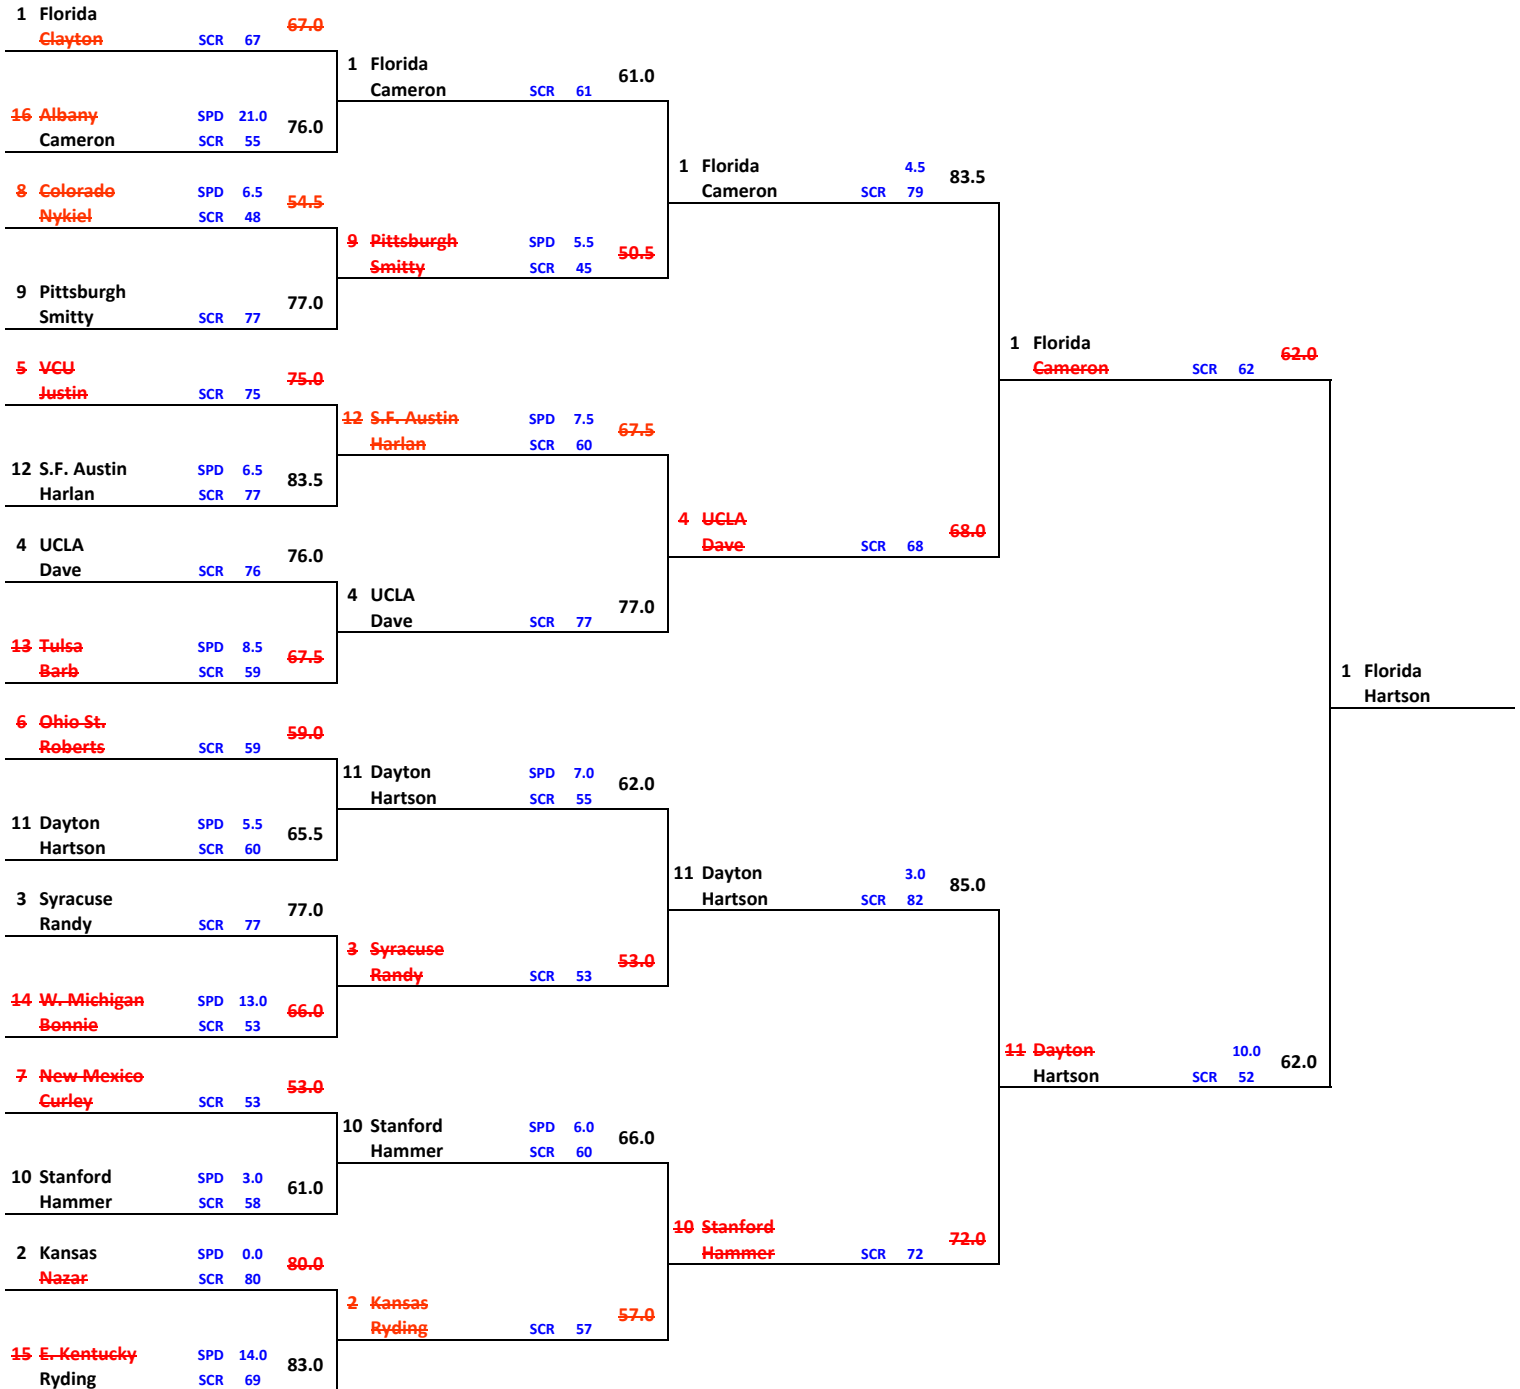 1 Florida 67.0
Clayton SCR 67
16 Albany SPD 21.0 76.0
Cameron SCR 55
8 Colorado SPD 6.5 54.5
Nykiel SCR 48
9 Pittsburgh 77.0
Smitty SCR 77
5 VCU 75.0
Justin SCR 75
12 S.F. Austin SPD 6.5 83.5
Harlan SCR 77
4 UCLA 76.0
Dave SCR 76
13 Tulsa SPD 8.5 67.5
Barb SCR 59
6 Ohio St. 59.0
Roberts SCR 59
11 Dayton SPD 5.5 65.5
Hartson SCR 60
3 Syracuse 77.0
Randy SCR 77
14 W. Michigan SPD 13.0 66.0
Bonnie SCR 53
7 New Mexico 53.0
Curley SCR 53
10 Stanford SPD 3.0 61.0
Hammer SCR 58
2 Kansas SPD 0.0 80.0
Nazar SCR 80
15 E. Kentucky SPD 14.0 83.0
Ryding SCR 69
1 Florida 61.0
Cameron SCR 61
9 Pittsburgh SPD 5.5 50.5
Smitty SCR 45
12 S.F. Austin SPD 7.5 67.5
Harlan SCR 60
4 UCLA 77.0
Dave SCR 77
11 Dayton SPD 7.0 62.0
Hartson SCR 55
3 Syracuse 53.0
Randy SCR 53
10 Stanford SPD 6.0 66.0
Hammer SCR 60
2 Kansas 57.0
Ryding SCR 57
1 Florida 4.5 83.5
Cameron SCR 79
4 UCLA 68.0
Dave SCR 68
11 Dayton 3.0 85.0
Hartson SCR 82
10 Stanford 72.0
Hammer SCR 72
1 Florida 62.0
Cameron SCR 62
11 Dayton 10.0 62.0
Hartson SCR 52
1 Florida
Hartson